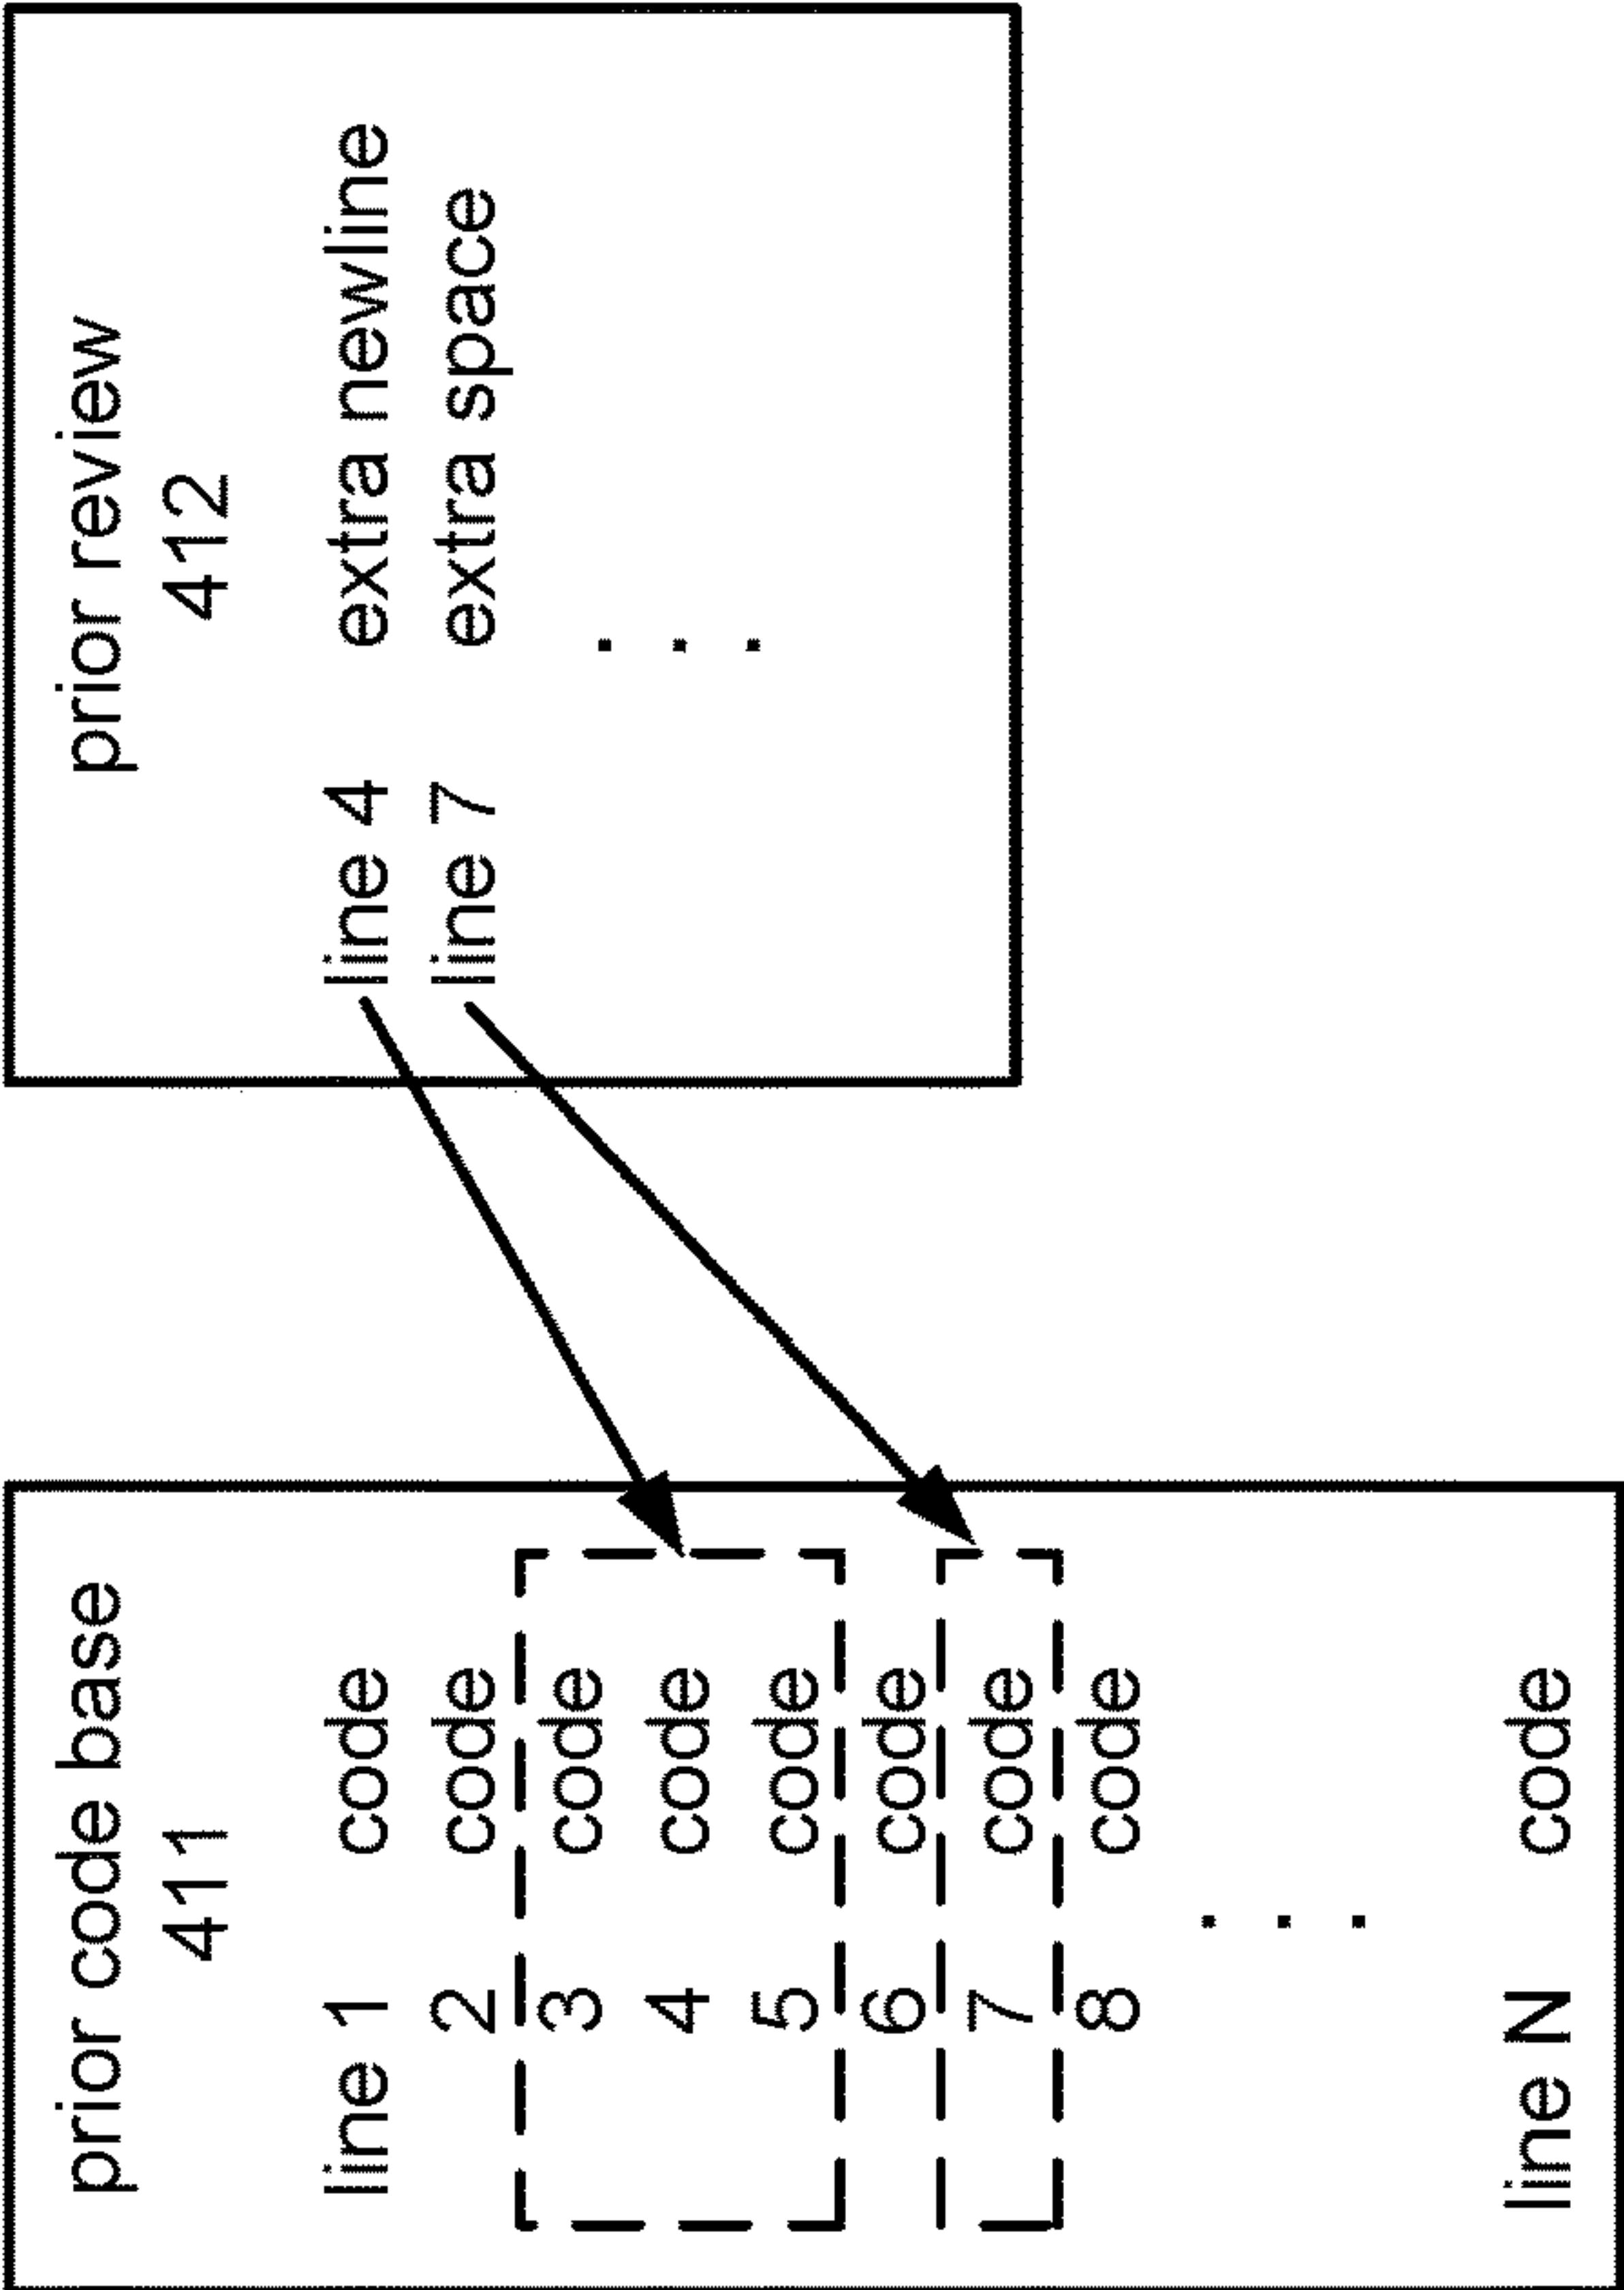 prior code base
411
line 1 code
2 code
3 code
4 code
5 code
6 code
7 code
8 code
. . .
line N code
prior review
412
line 4 extra newline
line 7 extra space
. . .